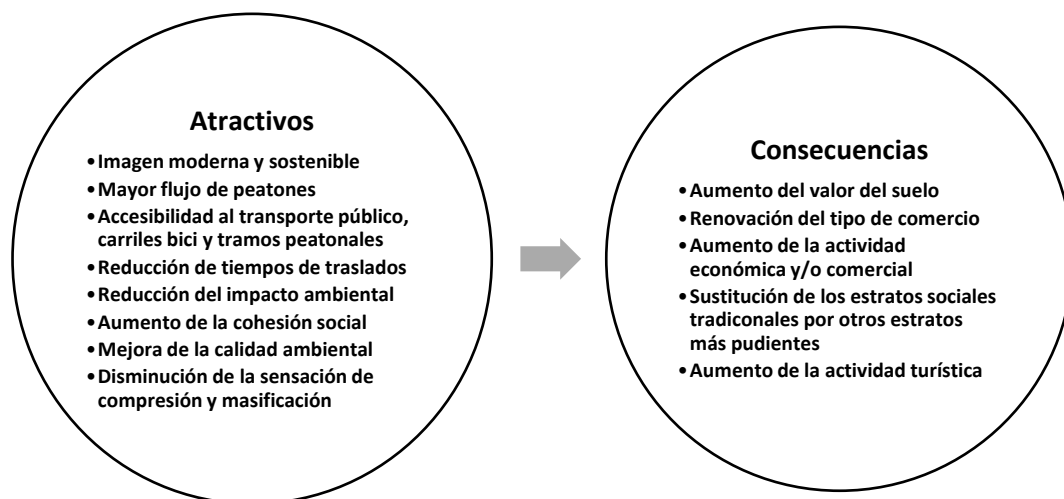 Atractivos
•Imagen moderna y sostenible
•Mayor flujo de peatones
•Accesibilidad al transporte público,
carriles bici y tramos peatonales
•Reducción de tiempos de traslados
•Reducción del impacto ambiental
•Aumento de la cohesión social
•Mejora de la calidad ambiental
•Disminución de la sensación de
compresión y masificación
Consecuencias
•Aumento del valor del suelo
•Renovación del tipo de comercio
•Aumento de la actividad
económica y/o comercial
•Sustitución de los estratos sociales
tradiconales por otros estratos
más pudientes
•Aumento de la actividad turística